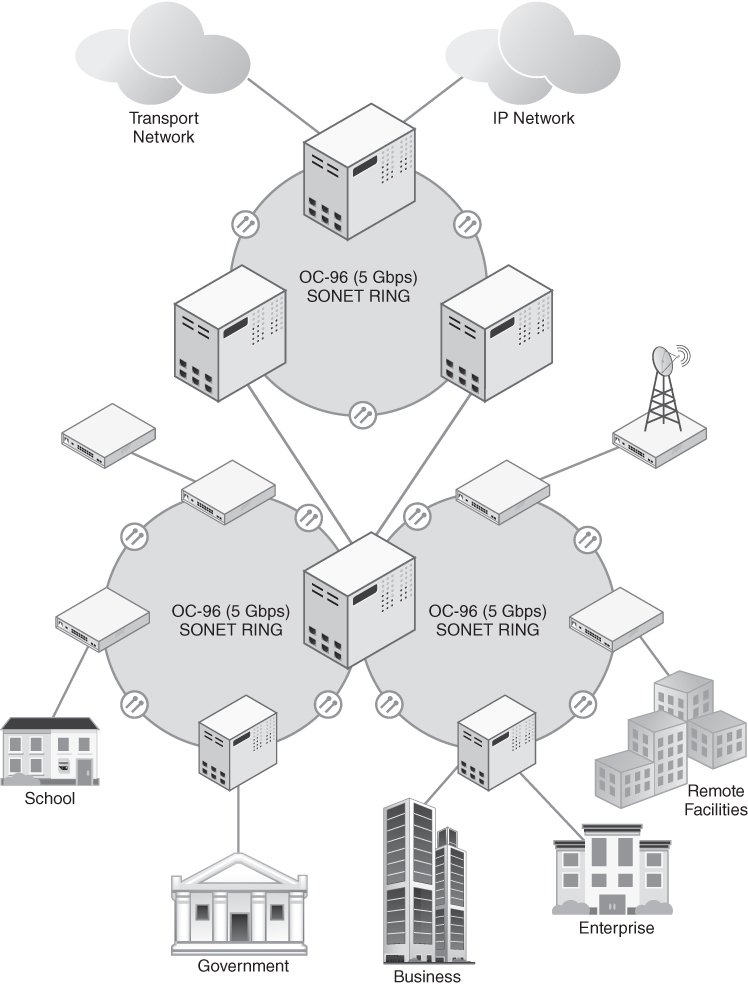 Transport
Network
IP Network
OC-96 (5 Gbps)
SONET RING
OC-96 (5 Gbps)
SONET RING
OC-96 (5 Gbps)
SONET RING
School
Remote
Facilities
Government
Business
Enterprise